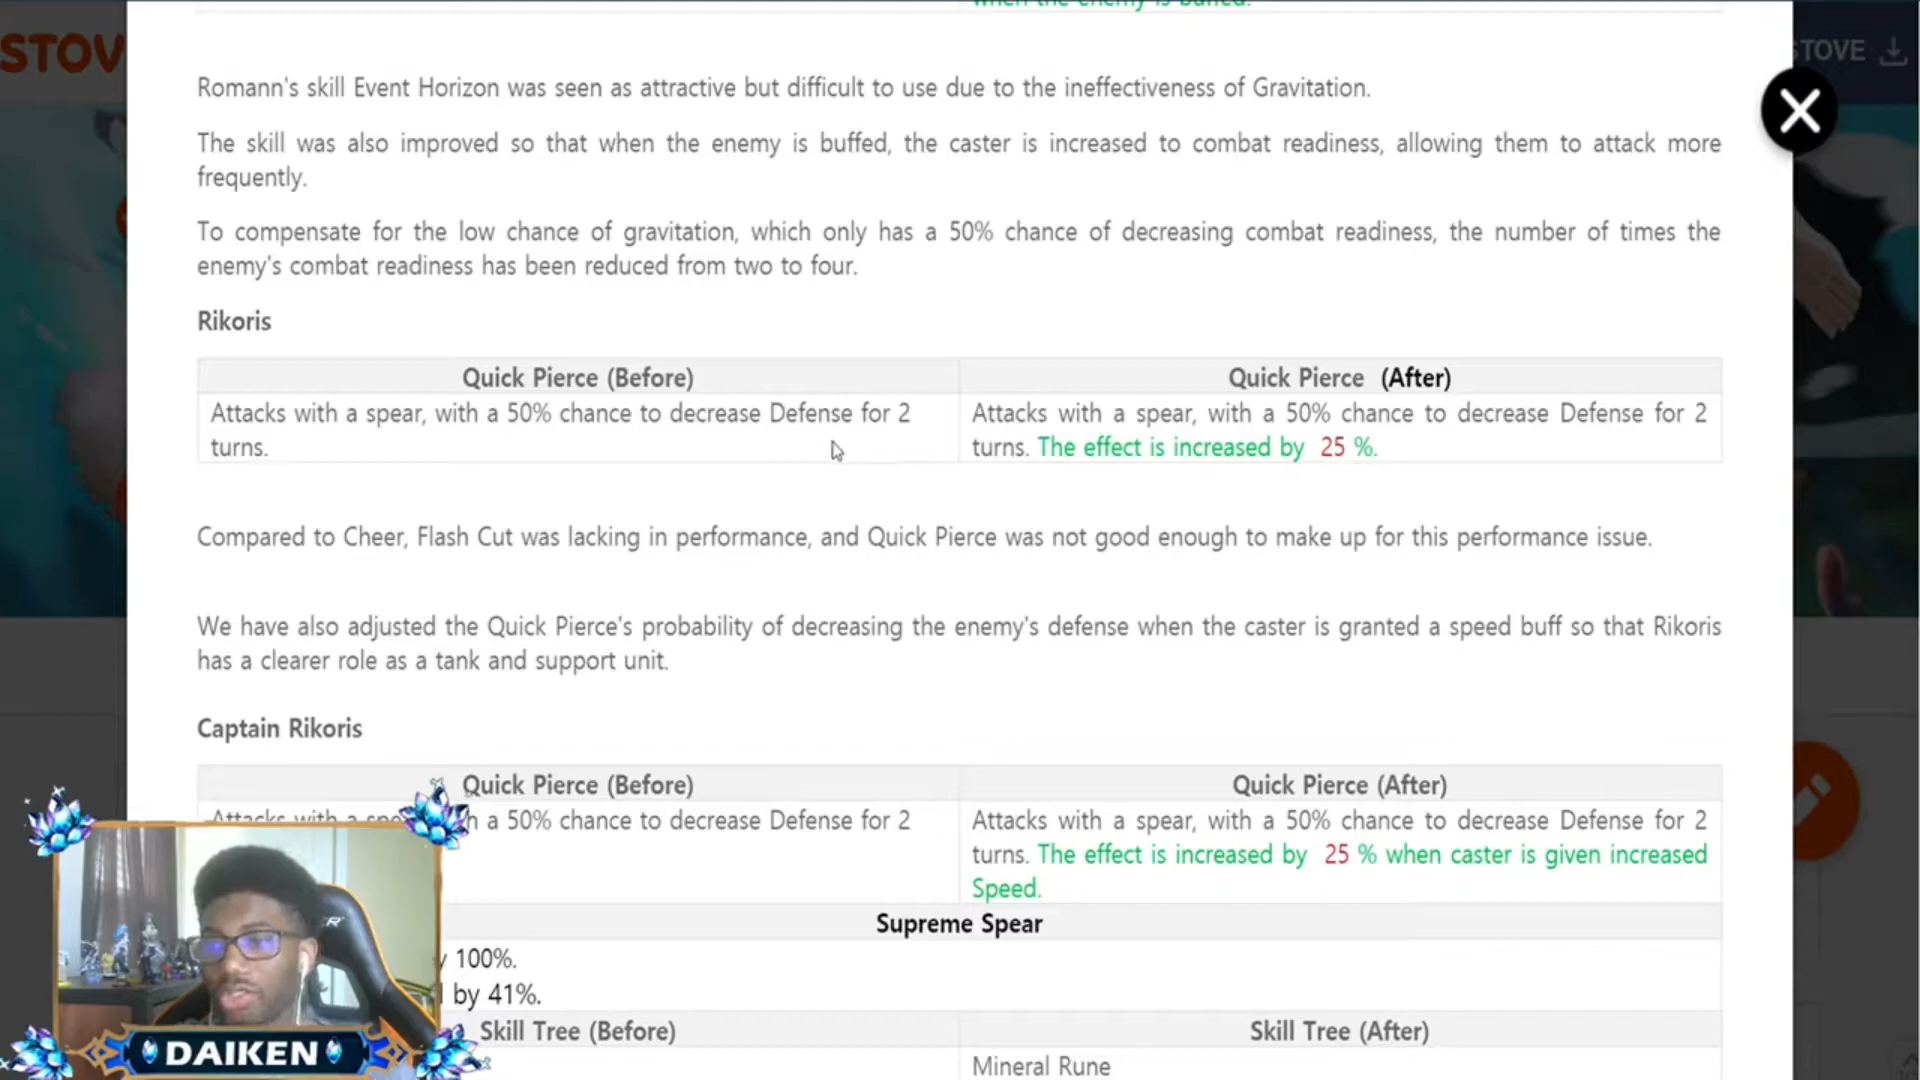 when the enemy is buffed.
STOV
STOVE
Romann's skill Event Horizon was seen as attractive but difficult to use due to the ineffectiveness of Gravitation.
The skill was also improved so that when the enemy is buffed, the caster is increased to combat readiness, allowing them to attack more
frequently.
To compensate for the low chance of gravitation, which only has a 50% chance of decreasing combat readiness, the number of times the
enemy's combat readiness has been reduced from two to four.
Rikoris
Quick Pierce (Before)
Quick Pierce (After)
Attacks with a spear, with a 50% chance to decrease Defense for 2
turns.
Attacks with a spear, with a 50% chance to decrease Defense for 2
turns. The effect is increased by 25 %.
Compared to Cheer, Flash Cut was lacking in performance, and Quick Pierce was not good enough to make up for this performance issue.
We have also adjusted the Quick Pierce's probability of decreasing the enemy's defense when the caster is granted a speed buff so that Rikoris
has a clearer role as a tank and support unit.
Captain Rikoris
Quick Pierce (Before)
Quick Pierce (After)
Attacks with a a 50% chance to decrease Defense for 2
Attacks with a spear, with a 50% chance to decrease Defense for 2
turns. The effect is increased by 25 % when caster is given increased
Speed.
Supreme Spear
100%.
by 41%.
Skill Tree (Before)
Skill Tree (After)
Mineral Rune
DAIKEN